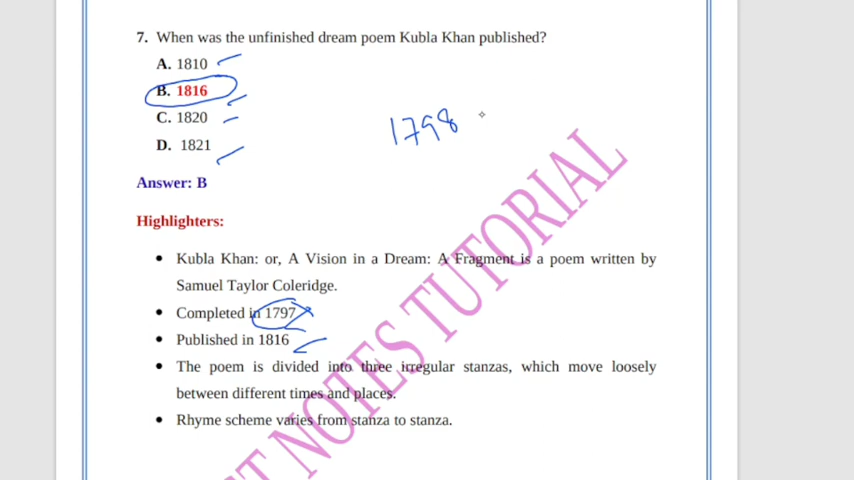 7. When was the unfinished dream poem Kubla Khan published?
A. 1810
B. 1816
C. 1820
1798
D. 1821
Answer: B
Highlighters:
• Kubla Khan: or, A Vision in a Dream: A Fragment is a poem written by
Samuel Taylor Coleridge.
• Completed in 1797
• Published in 1816
• The poem is divided into three irregular stanzas, which move loosely
between different times and places.
• Rhyme scheme varies from stanza to stanza.
NOTES TUTORIAL